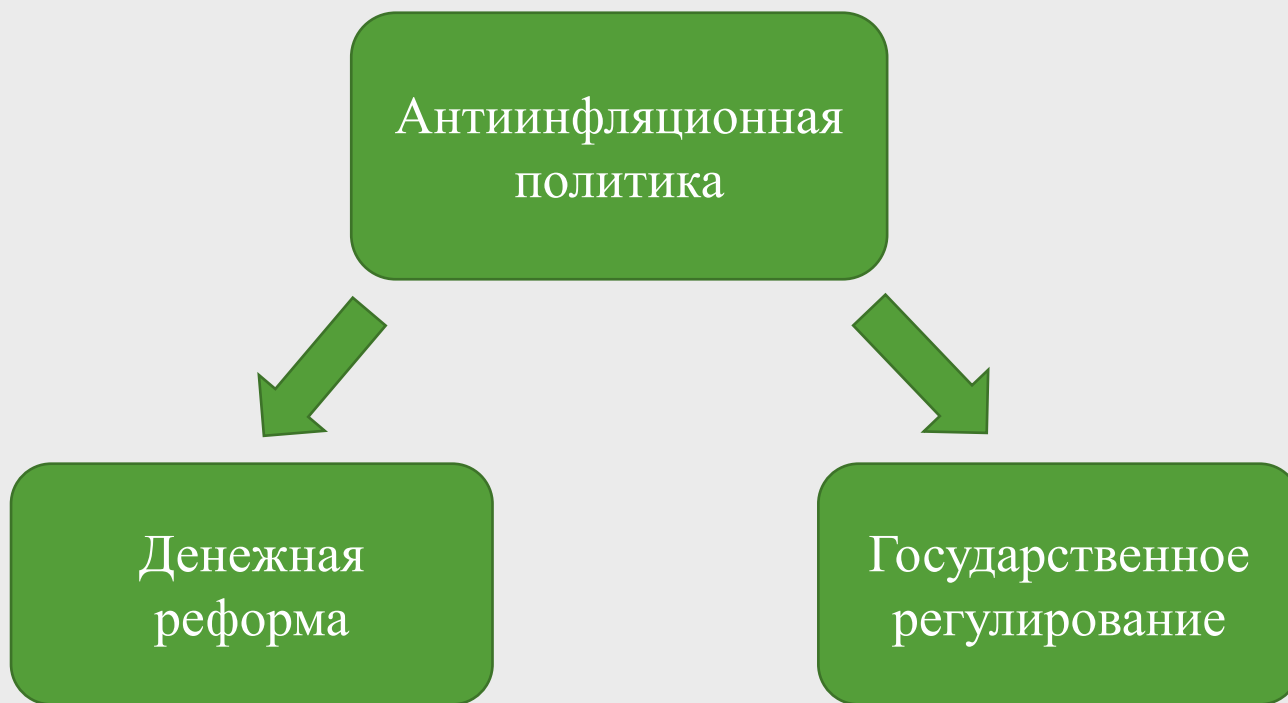 Антиинфляционная
политика
Денежная
реформа
Государственное
регулирование